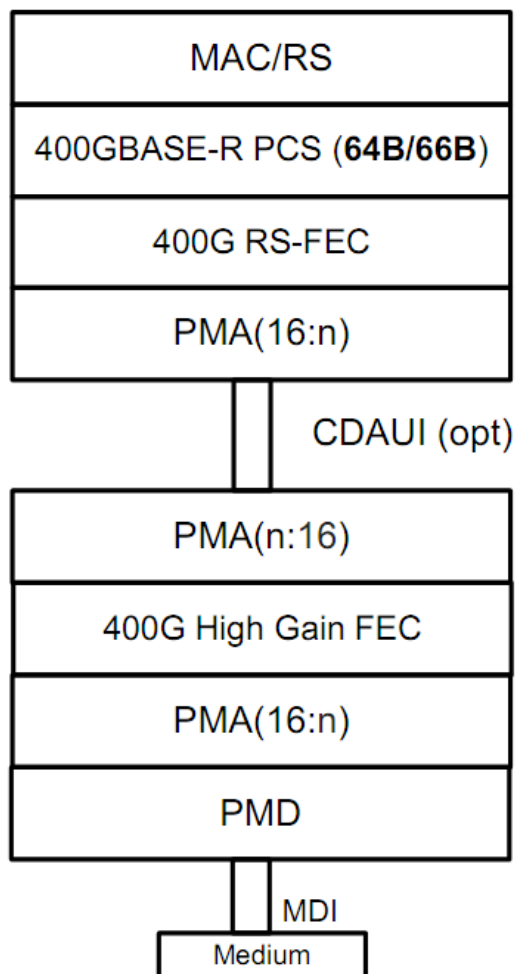 MAC/RS
400GBASE-R PCS (64B/66B)
400G RS-FEC
PMA(16:n)
CDAUI (opt)
PMA(n:16)
400G High Gain FEC
PMA(16:n)
PMD
MDI
Medium